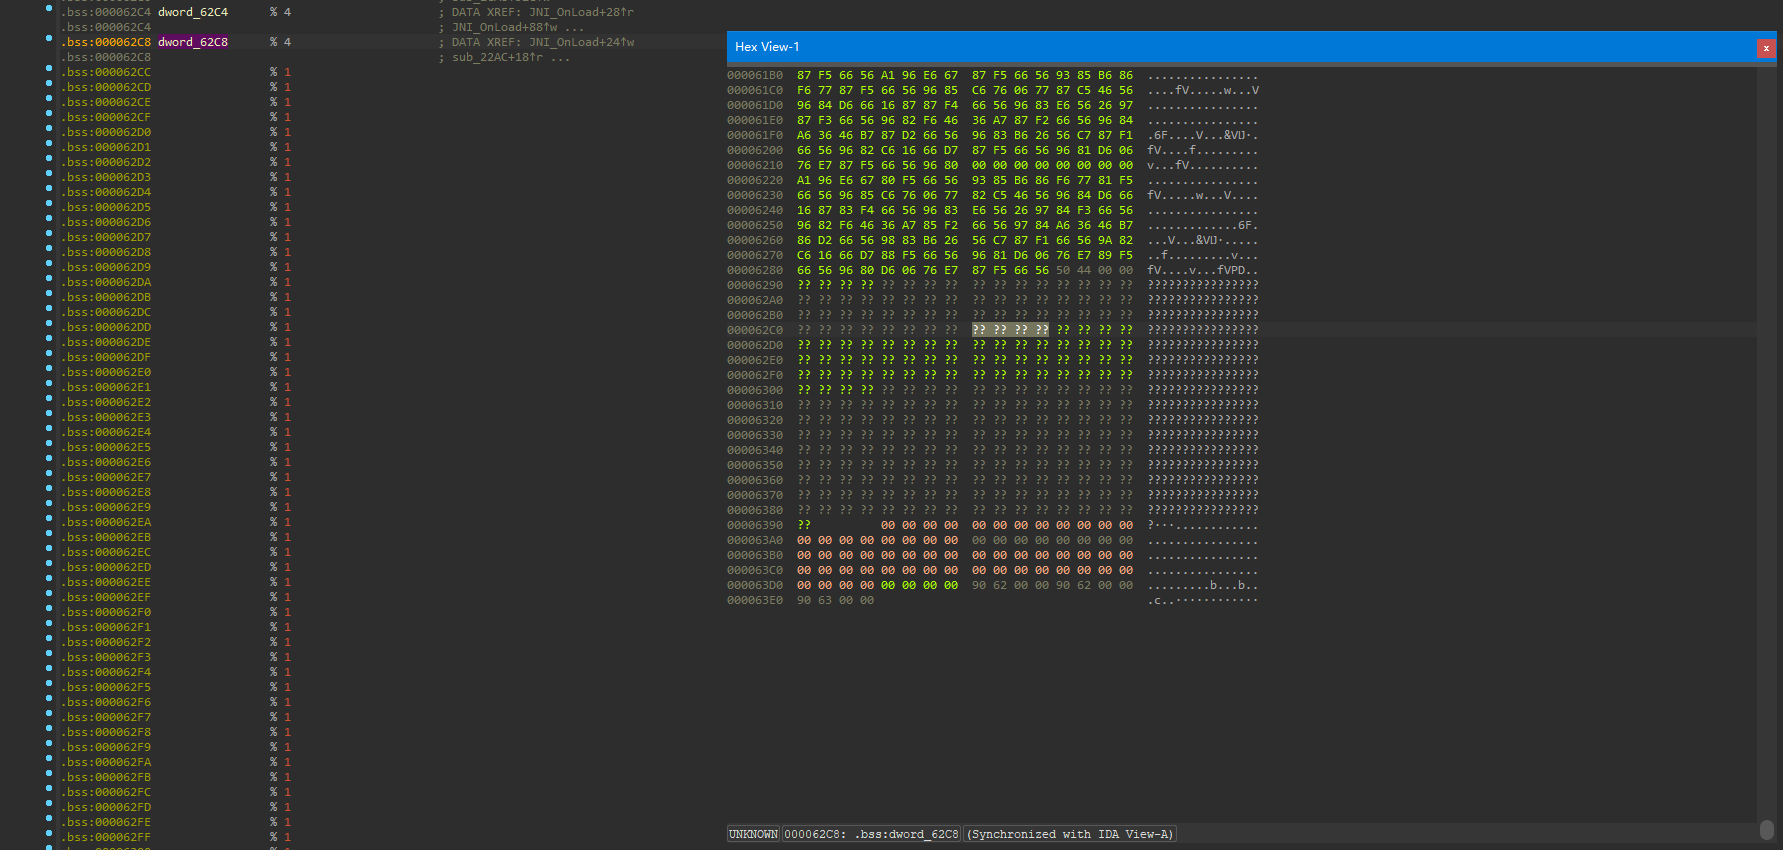 .bss:000062C4 dword_62C4 % 4 ; DATA XREF: JNI_OnLoad+28↑r
.bss:000062C4 ; JNI_OnLoad+88↑w ...
.bss:000062C8 dword_62C8 % 4 ; DATA XREF: JNI_OnLoad+24↑w
.bss:000062C8 ; sub_22AC+18↑r ...
.bss:000062CC % 1
.bss:000062CD % 1
.bss:000062CE % 1
.bss:000062CF % 1
.bss:000062D0 % 1
.bss:000062D1 % 1
.bss:000062D2 % 1
.bss:000062D3 % 1
.bss:000062D4 % 1
.bss:000062D5 % 1
.bss:000062D6 % 1
.bss:000062D7 % 1
.bss:000062D8 % 1
.bss:000062D9 % 1
.bss:000062DA % 1
.bss:000062DB % 1
.bss:000062DC % 1
.bss:000062DD % 1
.bss:000062DE % 1
.bss:000062DF % 1
.bss:000062E0 % 1
.bss:000062E1 % 1
.bss:000062E2 % 1
.bss:000062E3 % 1
.bss:000062E4 % 1
.bss:000062E5 % 1
.bss:000062E6 % 1
.bss:000062E7 % 1
.bss:000062E8 % 1
.bss:000062E9 % 1
.bss:000062EA % 1
.bss:000062EB % 1
.bss:000062EC % 1
.bss:000062ED % 1
.bss:000062EE % 1
.bss:000062EF % 1
.bss:000062F0 % 1
.bss:000062F1 % 1
.bss:000062F2 % 1
.bss:000062F3 % 1
.bss:000062F4 % 1
.bss:000062F5 % 1
.bss:000062F6 % 1
.bss:000062F7 % 1
.bss:000062F8 % 1
.bss:000062F9 % 1
.bss:000062FA % 1
.bss:000062FB % 1
.bss:000062FC % 1
.bss:000062FD % 1
.bss:000062FE % 1
.bss:000062FF % 1
Hex View-1
x
000061B0 87 F5 66 56 A1 96 E6 67 87 F5 66 56 93 85 B6 86 ................
000061C0 F6 77 87 F5 66 56 96 85 C6 76 06 77 87 C5 46 56 ....fV.....w...V
000061D0 96 84 D6 66 16 87 87 F4 66 56 96 83 E6 56 26 97 ................
000061E0 87 F3 66 56 96 82 F6 46 36 A7 87 F2 66 56 96 84 ................
000061F0 A6 36 46 B7 87 D2 66 56 96 83 B6 26 56 C7 87 F1 .6F....V...&VǇ·.
00006200 66 56 96 82 C6 16 66 D7 87 F5 66 56 96 81 D6 06 fV....f.........
00006210 76 E7 87 F5 66 56 96 80 00 00 00 00 00 00 00 00 v...fV..........
00006220 A1 96 E6 67 80 F5 66 56 93 85 B6 86 F6 77 81 F5 ................
00006230 66 56 96 85 C6 76 06 77 82 C5 46 56 96 84 D6 66 fV.....w...V....
00006240 16 87 83 F4 66 56 96 83 E6 56 26 97 84 F3 66 56 ................
00006250 96 82 F6 46 36 A7 85 F2 66 56 97 84 A6 36 46 B7 .............6F.
00006260 86 D2 66 56 98 83 B6 26 56 C7 87 F1 66 56 9A 82 ...V...&VǇ·.....
00006270 C6 16 66 D7 88 F5 66 56 96 81 D6 06 76 E7 89 F5 ..f.........v...
00006280 66 56 96 80 D6 06 76 E7 87 F5 66 56 50 44 00 00 fV....v...fVPD..
00006290 ?? ?? ?? ?? ?? ?? ?? ?? ?? ?? ?? ?? ?? ?? ?? ?? ????????????????
000062A0 ?? ?? ?? ?? ?? ?? ?? ?? ?? ?? ?? ?? ?? ?? ?? ?? ????????????????
000062B0 ?? ?? ?? ?? ?? ?? ?? ?? ?? ?? ?? ?? ?? ?? ?? ?? ????????????????
000062C0 ?? ?? ?? ?? ?? ?? ?? ?? ?? ?? ?? ?? ?? ?? ?? ?? ????????????????
000062D0 ?? ?? ?? ?? ?? ?? ?? ?? ?? ?? ?? ?? ?? ?? ?? ?? ????????????????
000062E0 ?? ?? ?? ?? ?? ?? ?? ?? ?? ?? ?? ?? ?? ?? ?? ?? ????????????????
000062F0 ?? ?? ?? ?? ?? ?? ?? ?? ?? ?? ?? ?? ?? ?? ?? ?? ????????????????
00006300 ?? ?? ?? ?? ?? ?? ?? ?? ?? ?? ?? ?? ?? ?? ?? ?? ????????????????
00006310 ?? ?? ?? ?? ?? ?? ?? ?? ?? ?? ?? ?? ?? ?? ?? ?? ????????????????
00006320 ?? ?? ?? ?? ?? ?? ?? ?? ?? ?? ?? ?? ?? ?? ?? ?? ????????????????
00006330 ?? ?? ?? ?? ?? ?? ?? ?? ?? ?? ?? ?? ?? ?? ?? ?? ????????????????
00006340 ?? ?? ?? ?? ?? ?? ?? ?? ?? ?? ?? ?? ?? ?? ?? ?? ????????????????
00006350 ?? ?? ?? ?? ?? ?? ?? ?? ?? ?? ?? ?? ?? ?? ?? ?? ????????????????
00006360 ?? ?? ?? ?? ?? ?? ?? ?? ?? ?? ?? ?? ?? ?? ?? ?? ????????????????
00006370 ?? ?? ?? ?? ?? ?? ?? ?? ?? ?? ?? ?? ?? ?? ?? ?? ????????????????
00006380 ?? ?? ?? ?? ?? ?? ?? ?? ?? ?? ?? ?? ?? ?? ?? ?? ????????????????
00006390 ?? 00 00 00 00 00 00 00 00 00 00 00 00 ?···............
000063A0 00 00 00 00 00 00 00 00 00 00 00 00 00 00 00 00 ................
000063B0 00 00 00 00 00 00 00 00 00 00 00 00 00 00 00 00 ................
000063C0 00 00 00 00 00 00 00 00 00 00 00 00 00 00 00 00 ................
000063D0 00 00 00 00 00 00 00 00 90 62 00 00 90 62 00 00 .........b...b..
000063E0 90 63 00 00 .c..············
UNKNOWN 000062C8: .bss:dword_62C8 (Synchronized with IDA View-A)